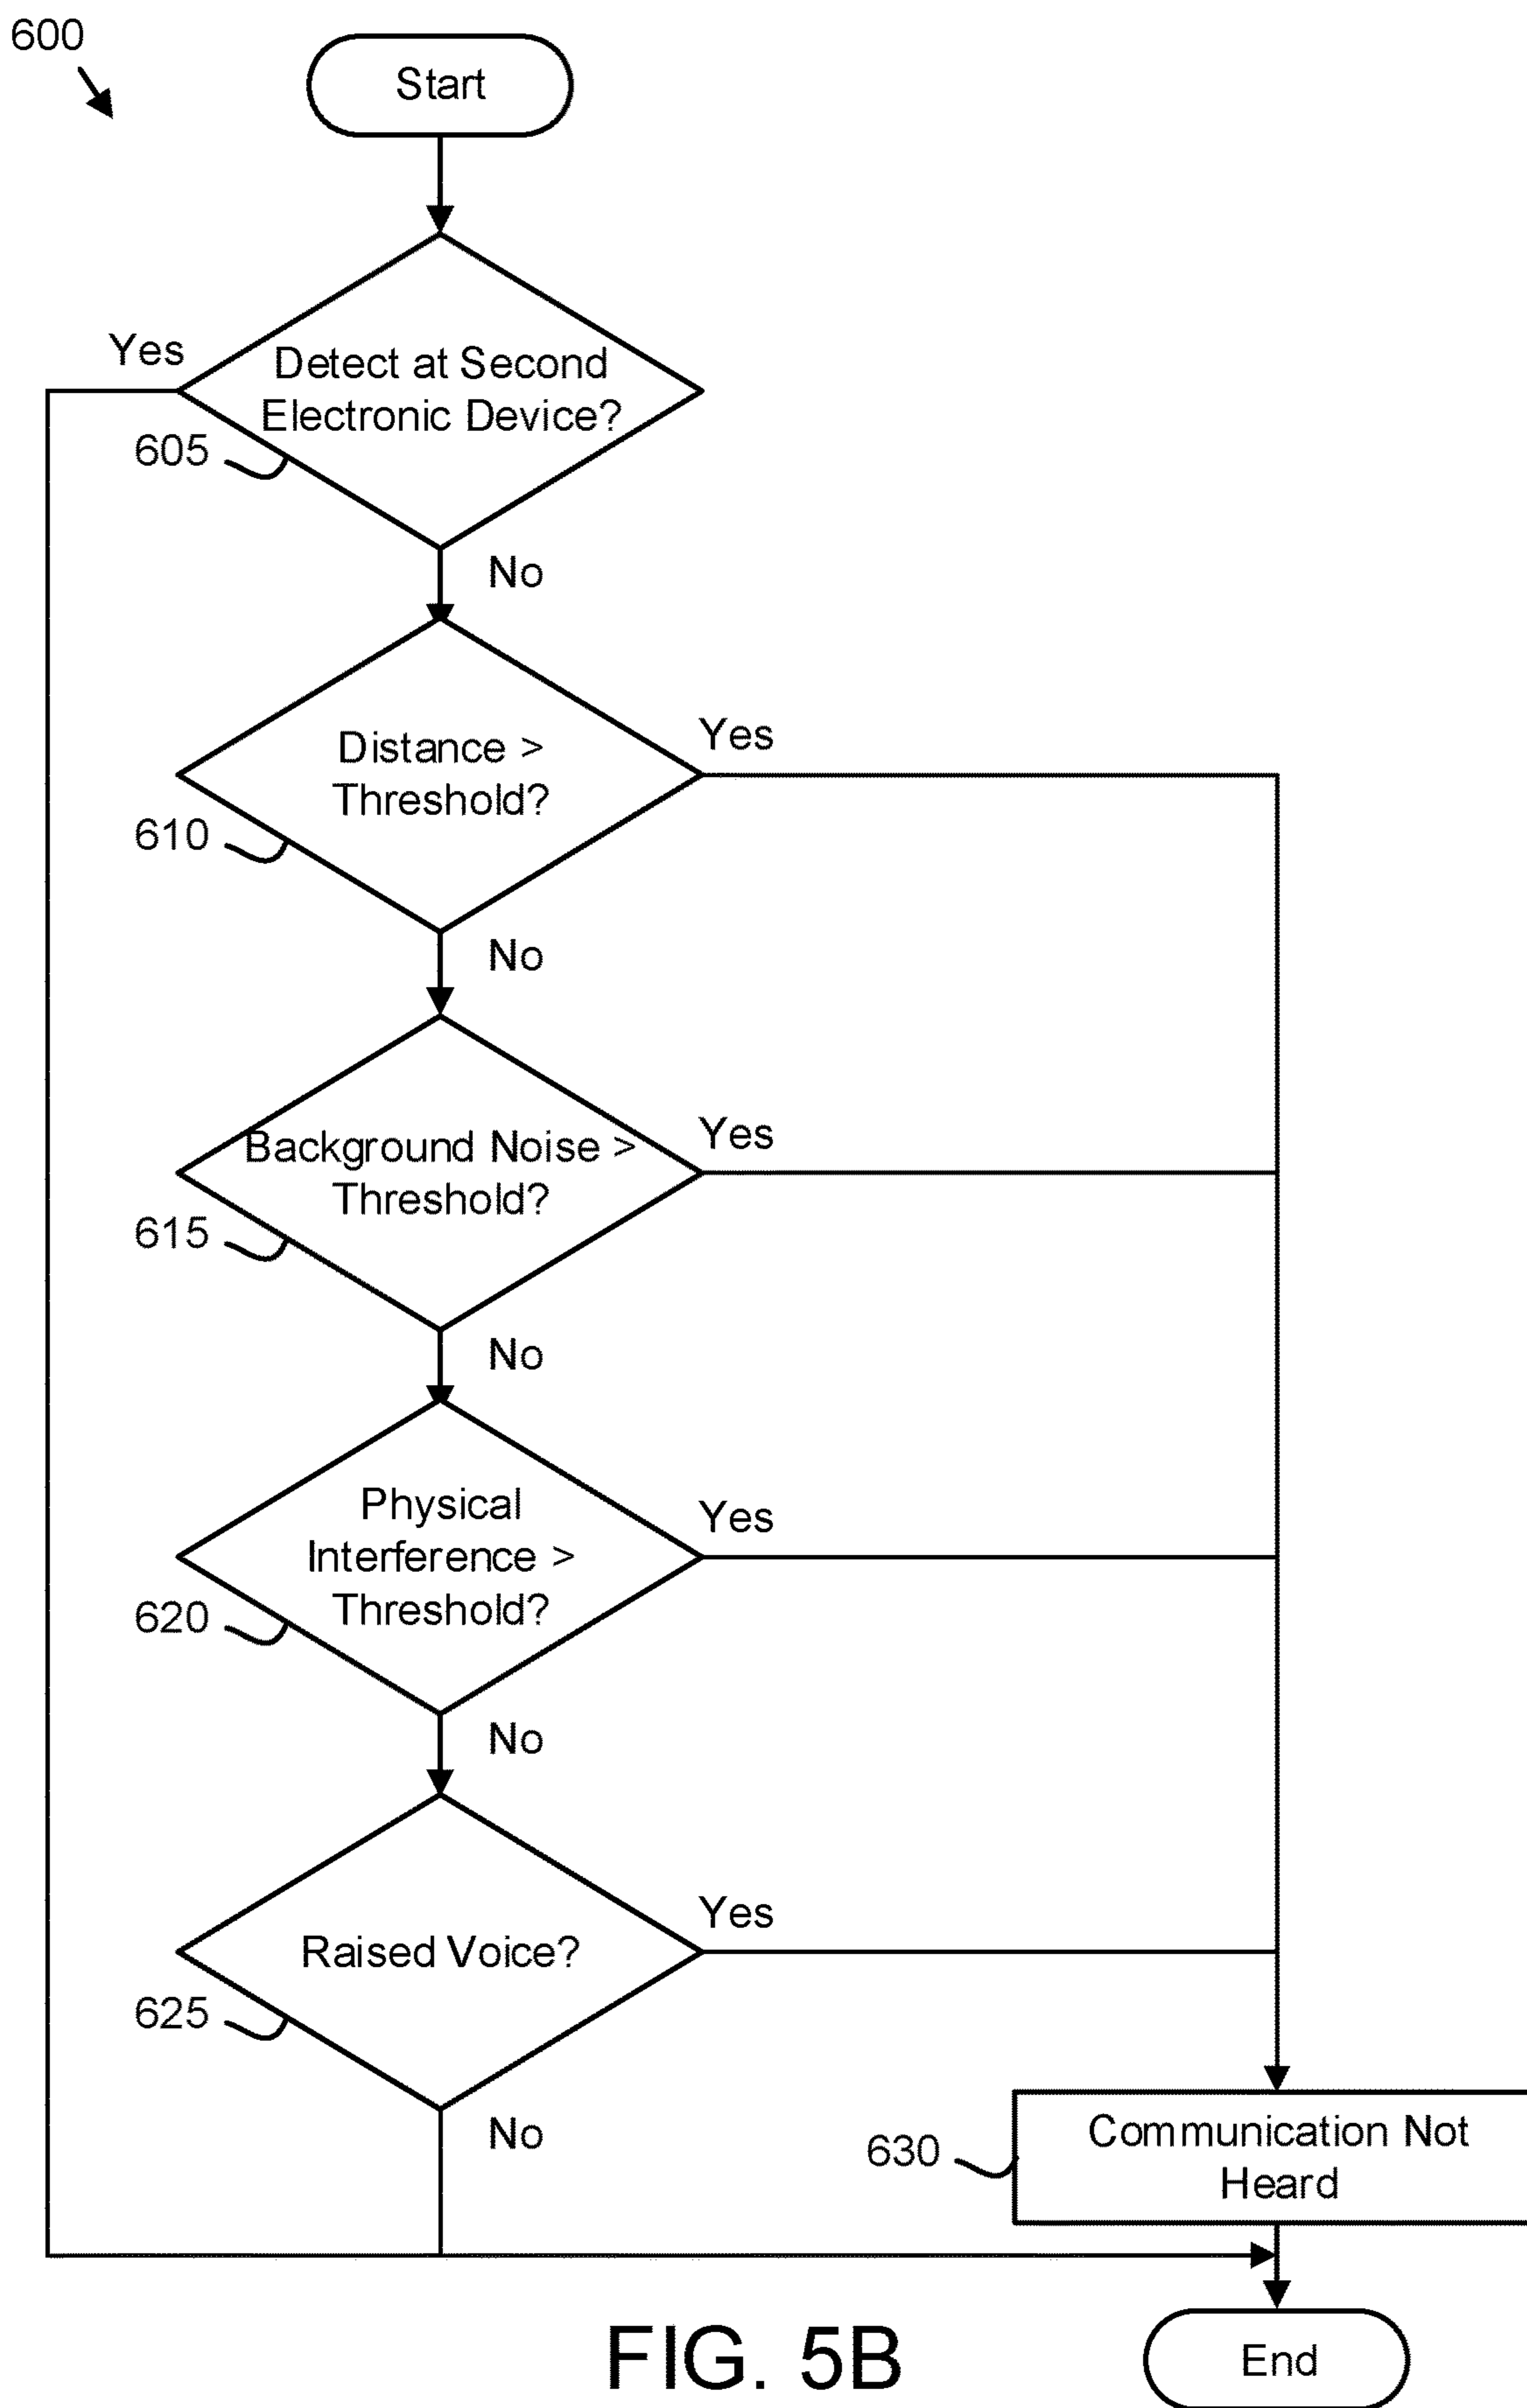 600
Start
Yes
Detect at Second
Electronic Device?
605
No
Yes
Distance >
Threshold?
610
No
Yes
Background Noise >
Threshold?
615
No
Yes
Physical
Interference >
Threshold?
620
No
Yes
Raised Voice?
625
No
Communication Not
Heard
630
FIG. 5B
End